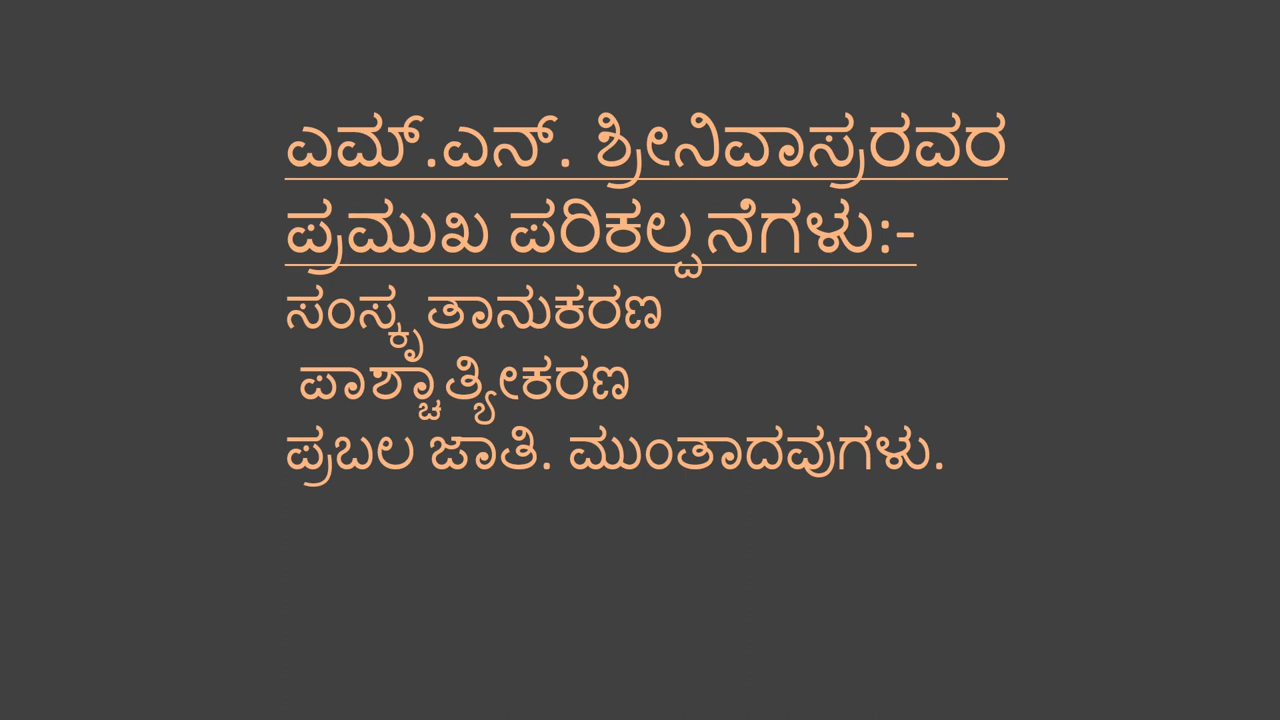 ಎಮ್.ಎನ್. ಶ್ರೀನಿವಾಸ್ರರವರ
ಪ್ರಮುಖ ಪರಿಕಲ್ಪನೆಗಳು:-
ಸಂಸ್ಕೃತಾನುಕರಣ
ಪಾಶ್ಚಾತ್ಯೀಕರಣ
ಪ್ರಬಲ ಜಾತಿ. ಮುಂತಾದವುಗಳು.